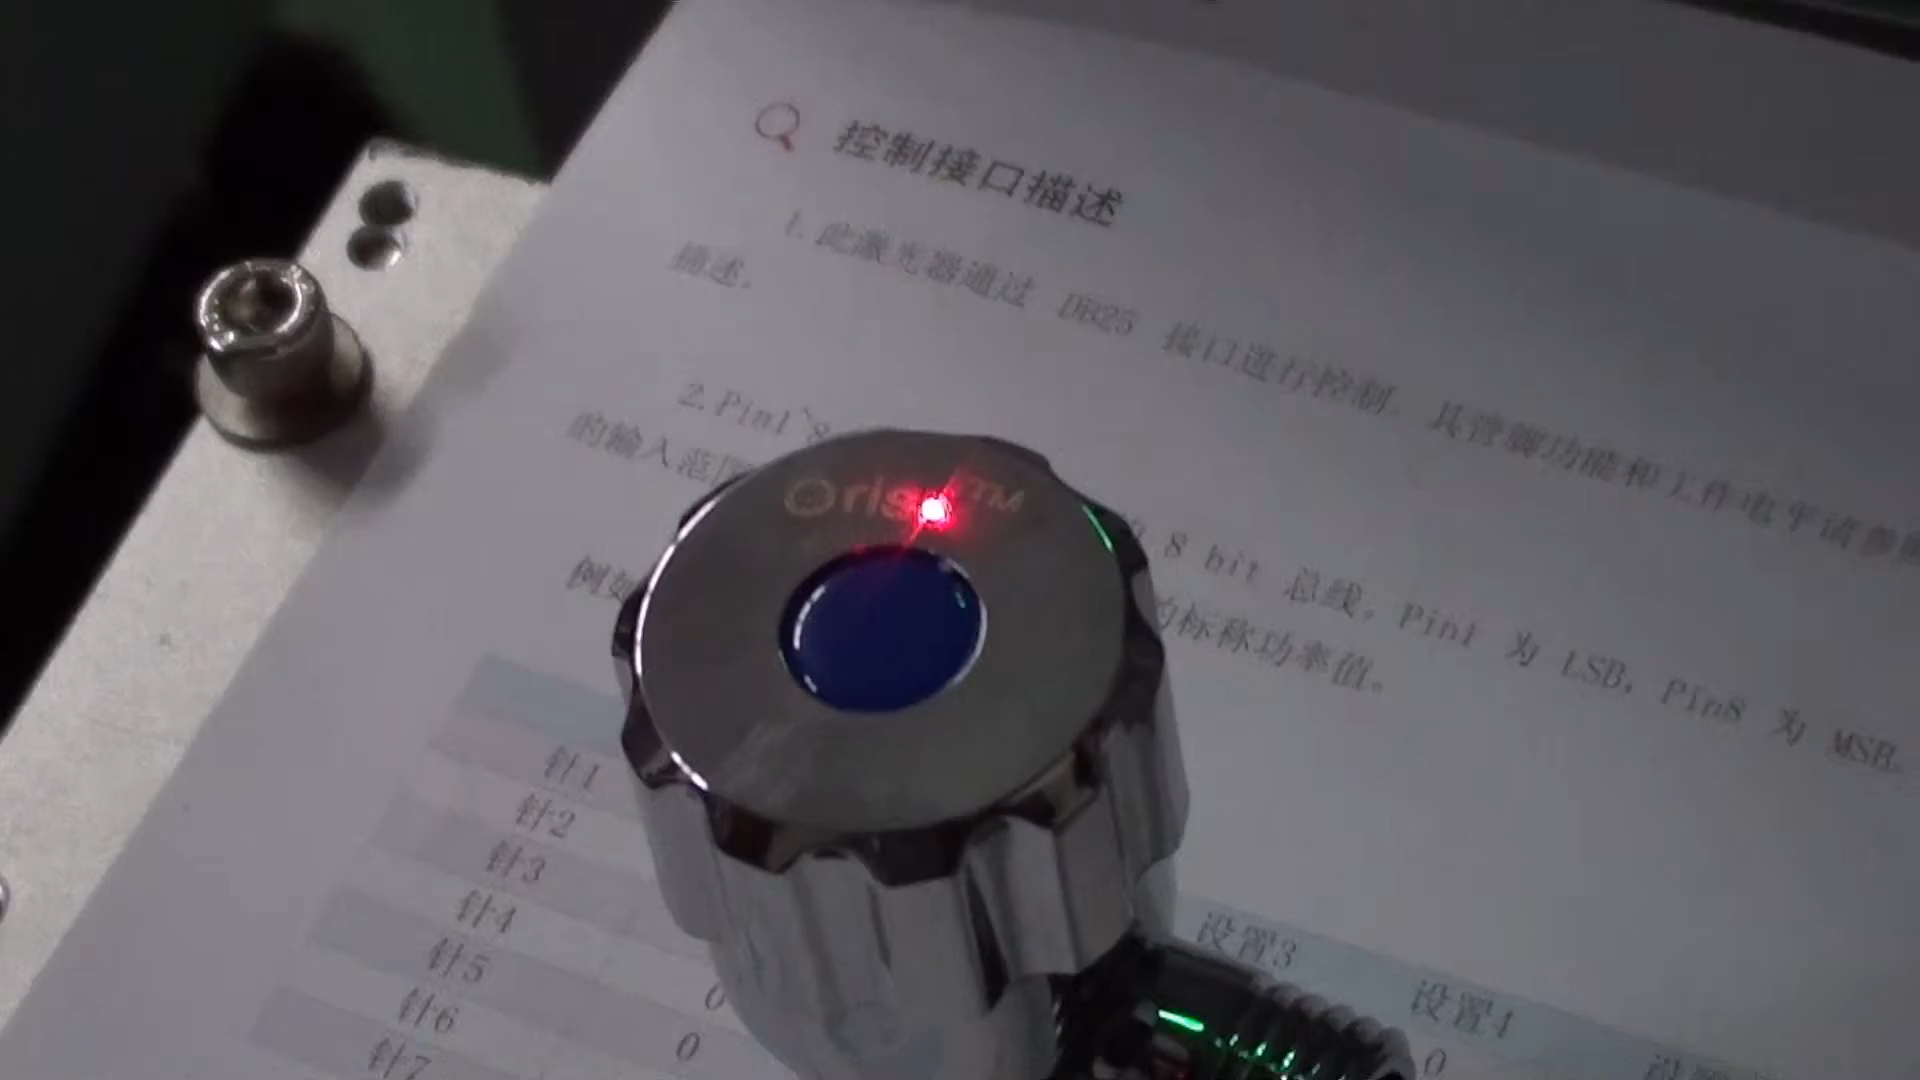 控制接口描述
1.此激光器通过 DB25 接口进行控制。其管脚功能和工作电平请参
描述。
2.Pin1~8 8 bit 总线，Pin1 为 LSB，Pin8 为 MSB。
的输入范围 的标称功率值。
例如
针1
针2
针3 设置3
针4 设置4
针5 0 0
针6 0
针7